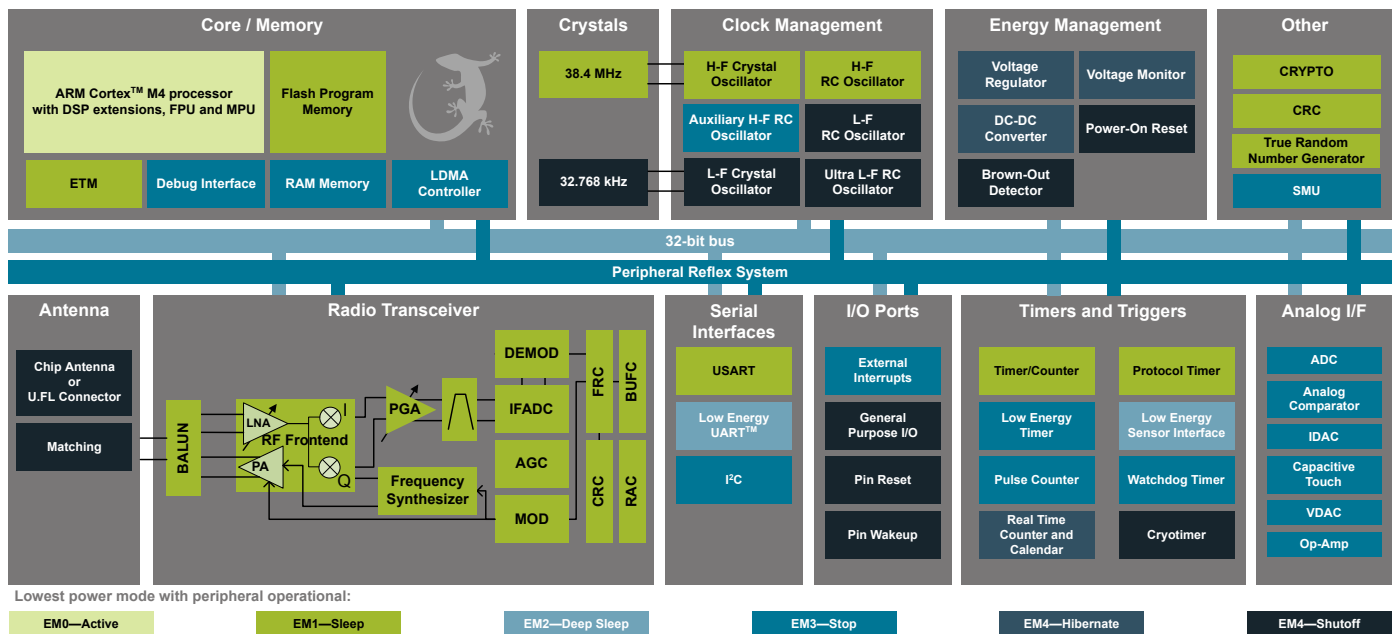 Core / Memory
ARM Cortex™ M4 processor
with DSP extensions, FPU and MPU
Flash Program
Memory
ETM
Debug Interface
RAM Memory
LDMA
Controller
Crystals
38.4 MHz
32.768 kHz
Clock Management
H-F Crystal
Oscillator
H-F
RC Oscillator
Auxiliary H-F RC
Oscillator
L-F
RC Oscillator
L-F Crystal
Oscillator
Ultra L-F RC
Oscillator
Energy Management
Voltage
Regulator
Voltage Monitor
DC-DC
Converter
Power-On Reset
Brown-Out
Detector
Other
CRYPTO
CRC
True Random
Number Generator
SMU
32-bit bus
Peripheral Reflex System
Antenna
Chip Antenna
or
U.FL Connector
Matching
Radio Transceiver
BALUN
LNA
RF Frontend
PA
I
Q
PGA
Frequency
Synthesizer
DEMOD
IFADC
AGC
MOD
FRC
BUFC
CRC
RAC
Serial
Interfaces
USART
Low Energy
UART™
I²C
I/O Ports
External
Interrupts
General
Purpose I/O
Pin Reset
Pin Wakeup
Timers and Triggers
Timer/Counter
Protocol Timer
Low Energy
Timer
Low Energy
Sensor Interface
Pulse Counter
Watchdog Timer
Real Time
Counter and
Calendar
Cryotimer
Analog I/F
ADC
Analog
Comparator
IDAC
Capacitive
Touch
VDAC
Op-Amp
Lowest power mode with peripheral operational:
EM0—Active
EM1—Sleep
EM2—Deep Sleep
EM3—Stop
EM4—Hibernate
EM4—Shutoff